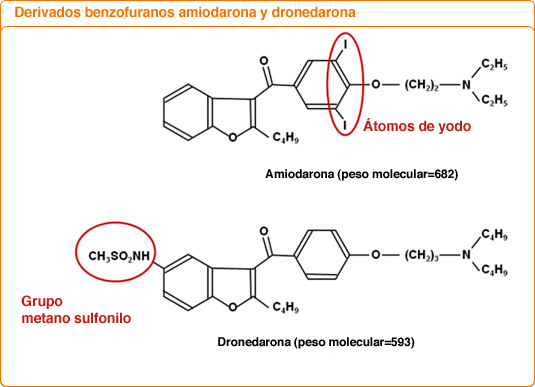 Derivados benzofuranos amiodarona y dronedarona
I
O
C₂H₅
O
(CH₂)₂
N
O
C₄H₉
I
C₂H₅
Átomos de yodo
Amiodarona (peso molecular=682)
O
C₄H₉
CH₃SO₂NH
O
(CH₂)₃
N
O
C₄H₉
C₄H₉
Grupo
metano sulfonilo
Dronedarona (peso molecular=593)